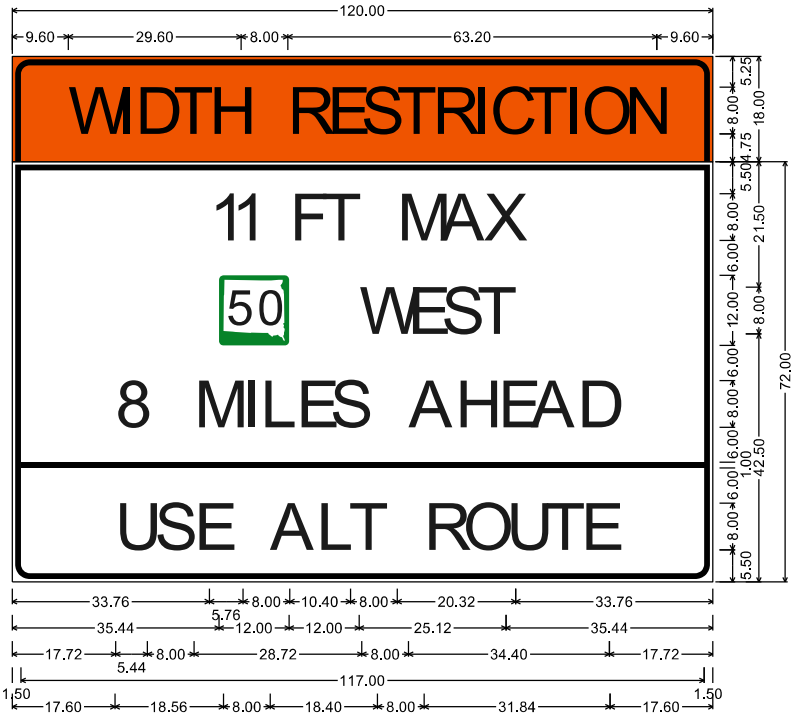 120.00
9.60 29.60 8.00 63.20 9.60
WIDTH RESTRICTION
5.25
8.00
4.75
18.00
11 FT MAX
50 WEST
8 MILES AHEAD
USE ALT ROUTE
5.50
8.00
6.00
12.00
6.00
8.00
6.00
1.00
6.00
8.00
5.50
21.50
8.00
42.50
72.00
33.76 5.76 8.00 10.40 8.00 20.32 33.76
35.44 12.00 12.00 25.12 35.44
17.72 5.44 8.00 28.72 8.00 34.40 17.72
1.50 117.00 1.50
17.60 18.56 8.00 18.40 8.00 31.84 17.60